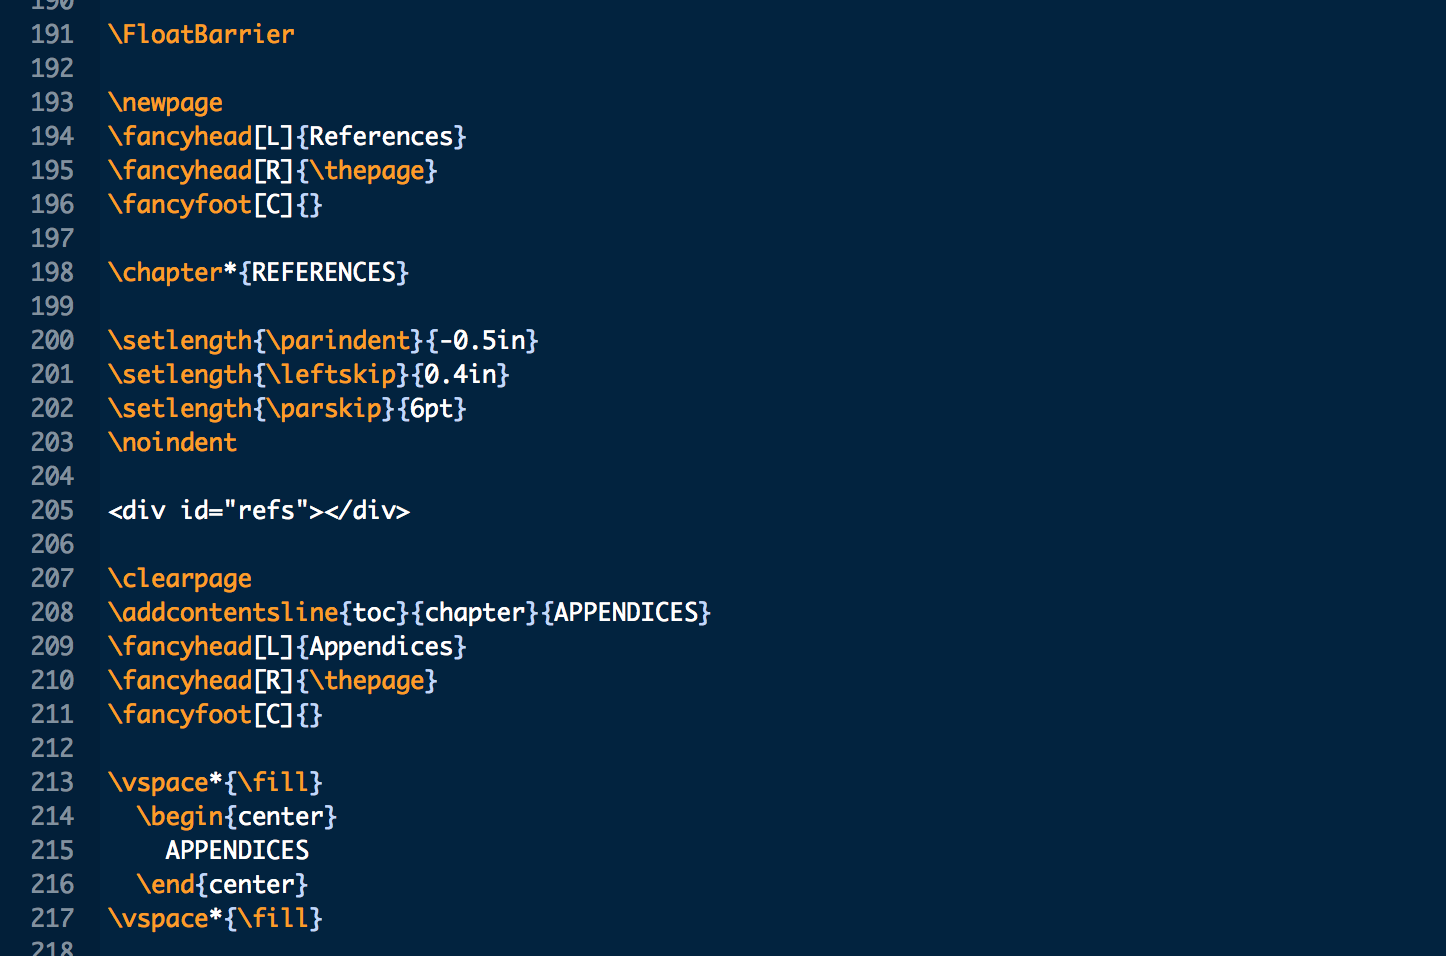 190
191 \FloatBarrier
192
193 \newpage
194 \fancyhead[L]{References}
195 \fancyhead[R]{\thepage}
196 \fancyfoot[C]{}
197
198 \chapter*{REFERENCES}
199
200 \setlength{\parindent}{-0.5in}
201 \setlength{\leftskip}{0.4in}
202 \setlength{\parskip}{6pt}
203 \noindent
204
205 <div id="refs"></div>
206
207 \clearpage
208 \addcontentsline{toc}{chapter}{APPENDICES}
209 \fancyhead[L]{Appendices}
210 \fancyhead[R]{\thepage}
211 \fancyfoot[C]{}
212
213 \vspace*{\fill}
214   \begin{center}
215     APPENDICES
216   \end{center}
217 \vspace*{\fill}
218